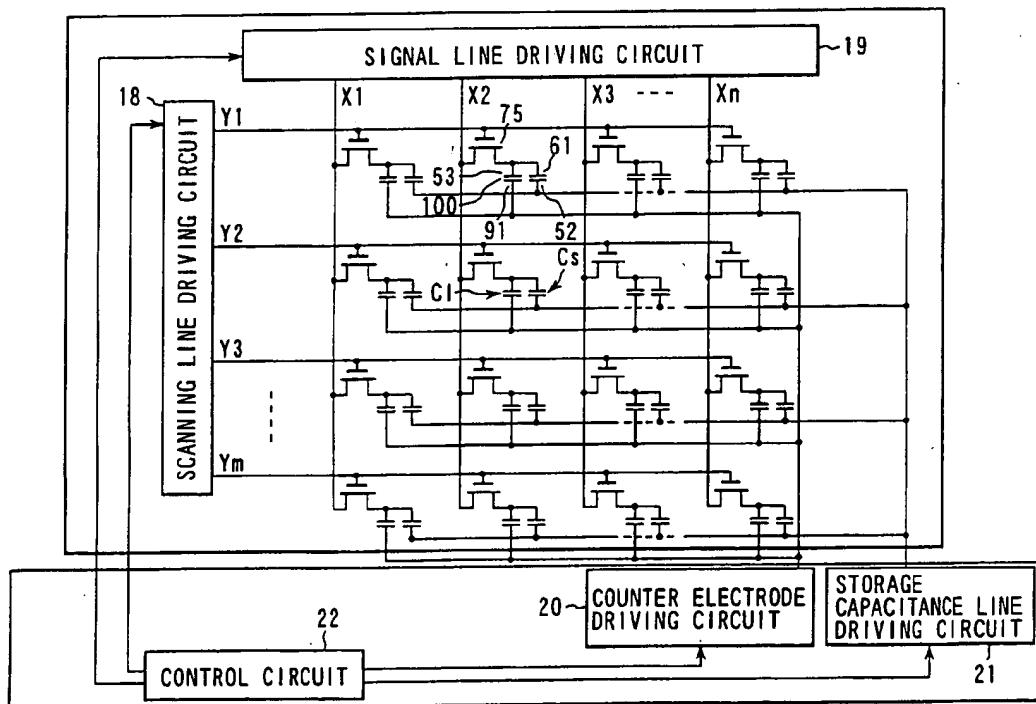 SIGNAL LINE DRIVING CIRCUIT
19
18
X1 X2 X3 Xn
SCANNING LINE DRIVING CIRCUIT
Y1
75
61
53
100
91 52
Y2
Cs
Cl
Y3
Ym
20
COUNTER ELECTRODE
DRIVING CIRCUIT
STORAGE
CAPACITANCE LINE
DRIVING CIRCUIT
21
22
CONTROL CIRCUIT